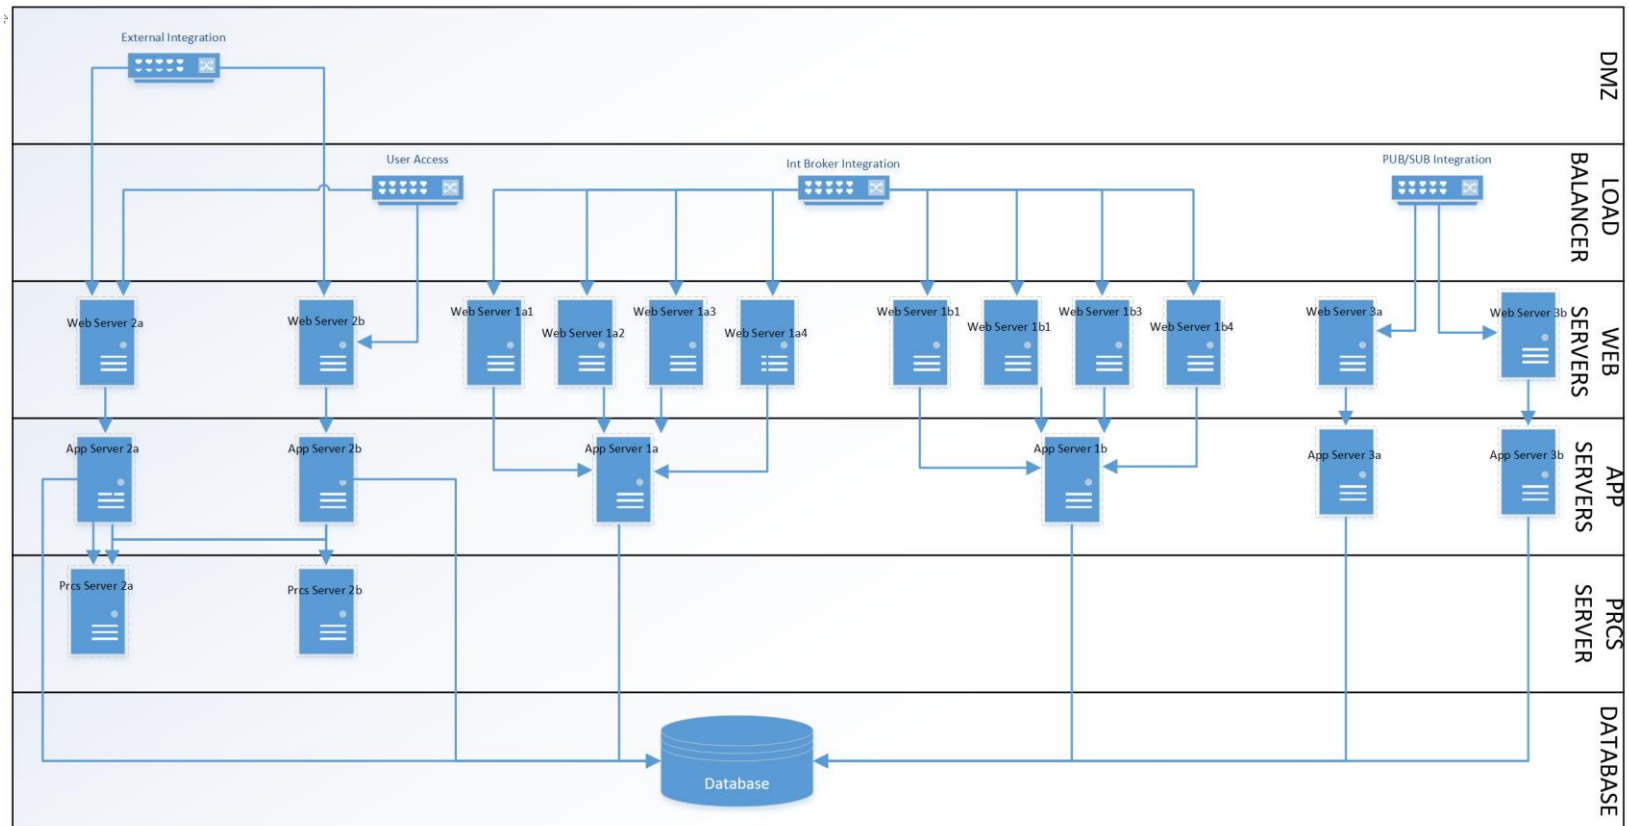 External Integration
DMZ
User Access
Int Broker Integration
PUB/SUB Integration
LOAD
BALANCER
Web Server 2a
Web Server 2b
Web Server 1a1
Web Server 1a2
Web Server 1a3
Web Server 1a4
Web Server 1b1
Web Server 1b1
Web Server 1b3
Web Server 1b4
Web Server 3a
Web Server 3b
WEB
SERVERS
App Server 2a
App Server 2b
App Server 1a
App Server 1b
App Server 3a
App Server 3b
APP
SERVERS
Prcs Server 2a
Prcs Server 2b
PRCS
SERVER
Database
DATABASE